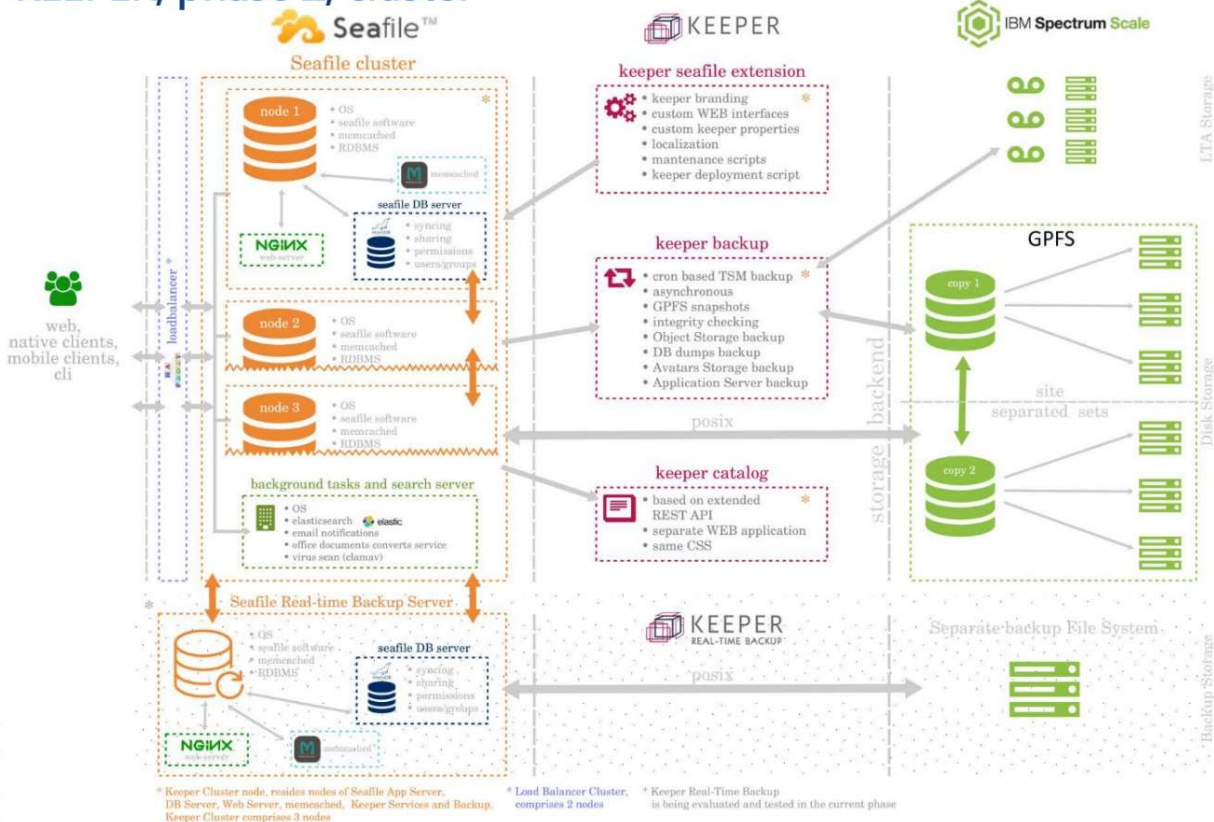 KEEPER, phase 2, cluster
Seafile™
KEEPER
IBM Spectrum Scale
Seafile cluster
node 1
• OS
• seafile software
• memcached
• RDBMS
*
memcached
seafile DB server
• syncing
• sharing
• permissions
• users/groups
NGINX
web-server
node 2
• OS
• seafile software
• memcached
• RDBMS
node 3
• OS
• seafile software
• memcached
• RDBMS
background tasks and search server
• OS
• elasticsearch elastic
• email notifications
• office documents converts service
• virus scan (clamav)
loadbalancer *
web,
native clients,
mobile clients,
cli
keeper seafile extension
• keeper branding *
• custom WEB interfaces
• custom keeper properties
• localization
• mantenance scripts
• keeper deployment script
keeper backup
• cron based TSM backup *
• asynchronous
• GPFS snapshots
• integrity checking
• Object Storage backup
• DB dumps backup
• Avatars Storage backup
• Application Server backup
posix
keeper catalog
• based on extended *
REST API
• separate WEB application
• same CSS
storage backend
LTA Storage
GPFS
copy 1
site
separated sets
copy 2
Disk Storage
*
Seafile Real-time Backup Server
• OS
• seafile software
• memcached
• RDBMS
seafile DB server
• syncing
• sharing
• permissions
• users/groups
NGINX
web-server
memcached
KEEPER
REAL-TIME BACKUP
posix
Separate backup File System
Backup Storage
* Keeper Cluster node, resides nodes of Seafile App Server,
DB Server, Web Server, memcached, Keeper Services and Backup.
Keeper Cluster comprises 3 nodes
* Load Balancer Cluster,
comprises 2 nodes
* Keeper Real-Time Backup
is being evaluated and tested in the current phase